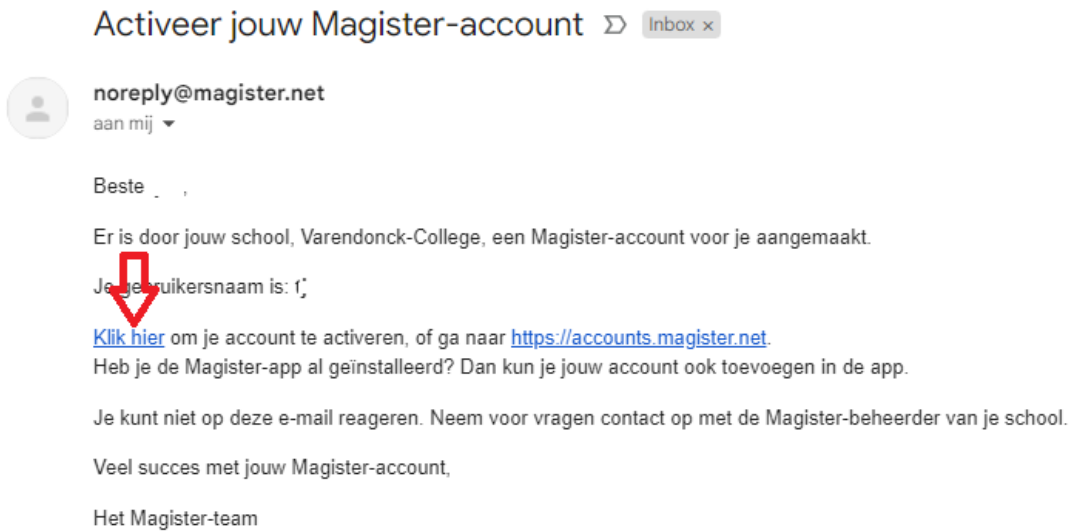 Activeer jouw Magister-account Inbox ×
noreply@magister.net
aan mij
Beste ,
Er is door jouw school, Varendonck-College, een Magister-account voor je aangemaakt.
Je gebruikersnaam is:
Klik hier om je account te activeren, of ga naar https://accounts.magister.net.
Heb je de Magister-app al geïnstalleerd? Dan kun je jouw account ook toevoegen in de app.
Je kunt niet op deze e-mail reageren. Neem voor vragen contact op met de Magister-beheerder van je school.
Veel succes met jouw Magister-account,
Het Magister-team